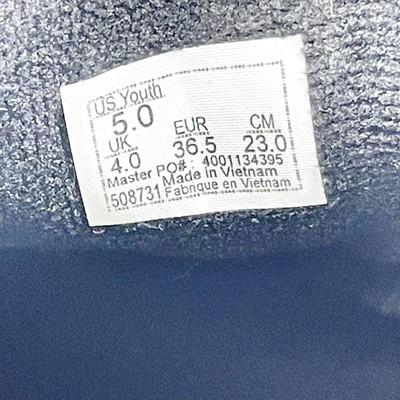 US Youth
5.0
UK EUR CM
4.0 36.5 23.0
Master PO#: 4001134395
Made in Vietnam
508731 Fabrique en Vietnam